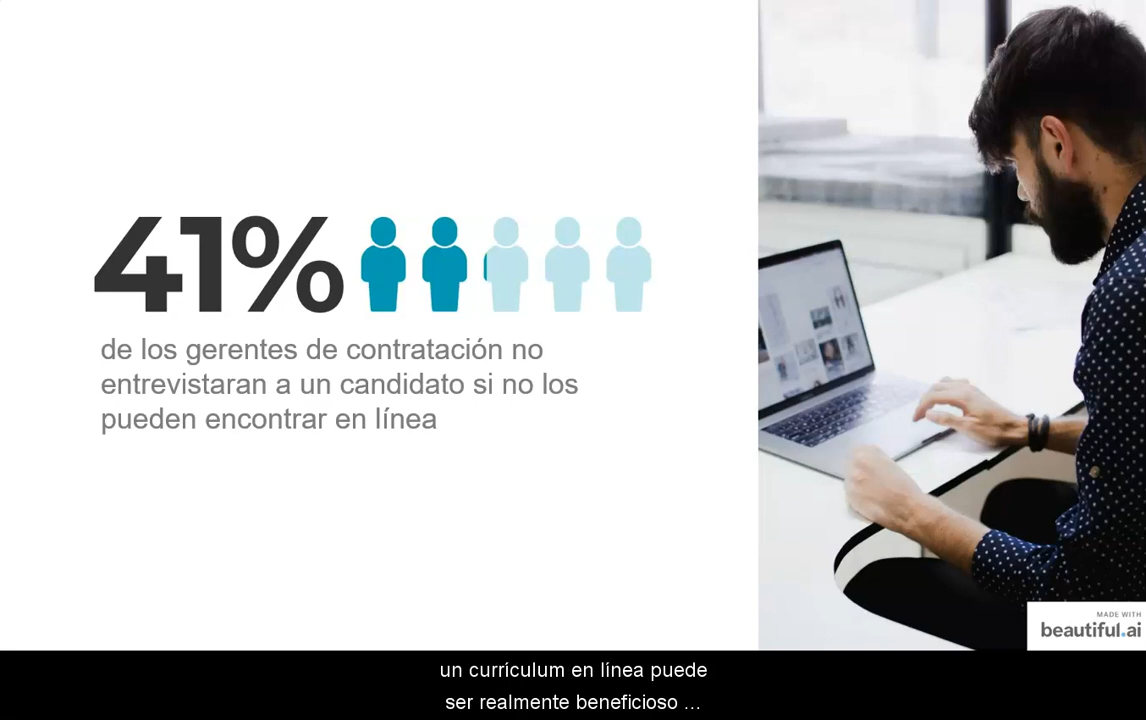 41%
de los gerentes de contratación no
entrevistaran a un candidato si no los
pueden encontrar en línea
MADE WITH
beautiful.ai
un currículum en línea puede
ser realmente beneficioso ...